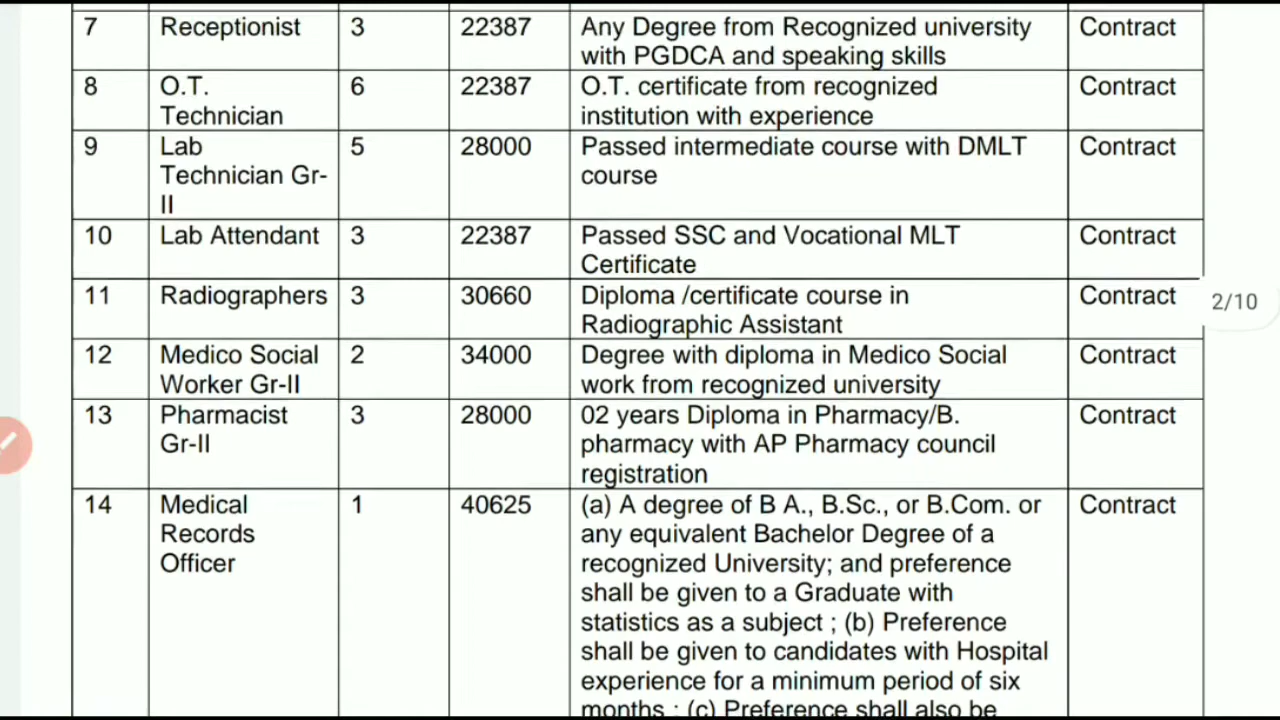 7 Receptionist 3 22387 Any Degree from Recognized university Contract
with PGDCA and speaking skills
8 O.T. 6 22387 O.T. certificate from recognized Contract
Technician institution with experience
9 Lab 5 28000 Passed intermediate course with DMLT Contract
Technician Gr- course
II
10 Lab Attendant 3 22387 Passed SSC and Vocational MLT Contract
Certificate
11 Radiographers 3 30660 Diploma /certificate course in Contract 2/10
Radiographic Assistant
12 Medico Social 2 34000 Degree with diploma in Medico Social Contract
Worker Gr-II work from recognized university
13 Pharmacist 3 28000 02 years Diploma in Pharmacy/B. Contract
Gr-II pharmacy with AP Pharmacy council
registration
14 Medical 1 40625 (a) A degree of B A., B.Sc., or B.Com. or Contract
Records any equivalent Bachelor Degree of a
Officer recognized University; and preference
shall be given to a Graduate with
statistics as a subject ; (b) Preference
shall be given to candidates with Hospital
experience for a minimum period of six
months ; (c) Preference shall also be